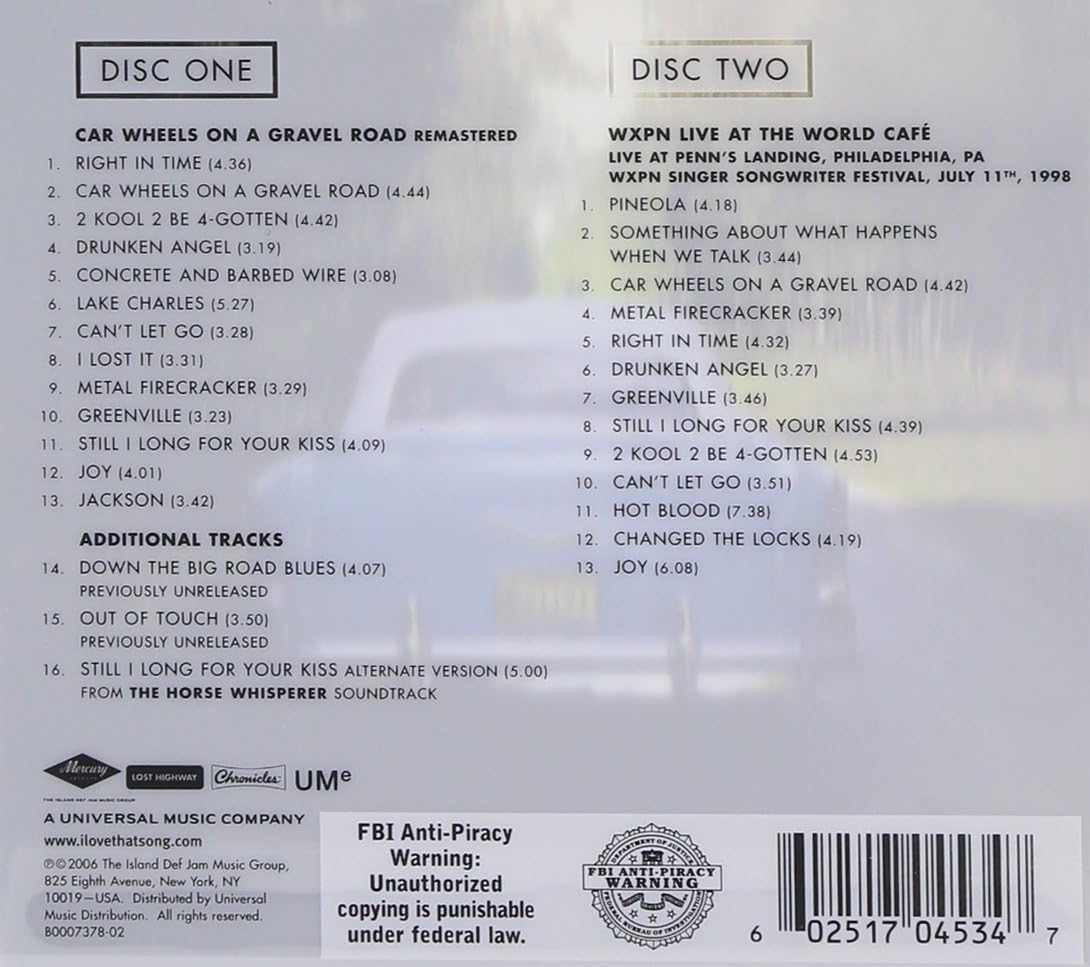 DISC ONE
CAR WHEELS ON A GRAVEL ROAD REMASTERED
1. RIGHT IN TIME (4.36)
2. CAR WHEELS ON A GRAVEL ROAD (4.44)
3. 2 KOOL 2 BE 4-GOTTEN (4.42)
4. DRUNKEN ANGEL (3.19)
5. CONCRETE AND BARBED WIRE (3.08)
6. LAKE CHARLES (5.27)
7. CAN'T LET GO (3.28)
8. I LOST IT (3.31)
9. METAL FIRECRACKER (3.29)
10. GREENVILLE (3.23)
11. STILL I LONG FOR YOUR KISS (4.09)
12. JOY (4.01)
13. JACKSON (3.42)
ADDITIONAL TRACKS
14. DOWN THE BIG ROAD BLUES (4.07)
PREVIOUSLY UNRELEASED
15. OUT OF TOUCH (3.50)
PREVIOUSLY UNRELEASED
16. STILL I LONG FOR YOUR KISS ALTERNATE VERSION (5.00)
FROM THE HORSE WHISPERER SOUNDTRACK
DISC TWO
WXPN LIVE AT THE WORLD CAFÉ
LIVE AT PENN'S LANDING, PHILADELPHIA, PA
WXPN SINGER SONGWRITER FESTIVAL, JULY 11TH, 1998
1. PINEOLA (4.18)
2. SOMETHING ABOUT WHAT HAPPENS
WHEN WE TALK (3.44)
3. CAR WHEELS ON A GRAVEL ROAD (4.42)
4. METAL FIRECRACKER (3.39)
5. RIGHT IN TIME (4.32)
6. DRUNKEN ANGEL (3.27)
7. GREENVILLE (3.46)
8. STILL I LONG FOR YOUR KISS (4.39)
9. 2 KOOL 2 BE 4-GOTTEN (4.53)
10. CAN'T LET GO (3.51)
11. HOT BLOOD (7.38)
12. CHANGED THE LOCKS (4.19)
13. JOY (6.08)
Mercury
LOST HIGHWAY
Chronicles
UMe
THE ISLAND DEF JAM MUSIC GROUP
A UNIVERSAL MUSIC COMPANY
www.ilovethatsong.com
℗©2006 The Island Def Jam Music Group,
825 Eighth Avenue, New York, NY
10019—USA. Distributed by Universal
Music Distribution. All rights reserved.
B0007378-02
FBI Anti-Piracy
Warning:
Unauthorized
copying is punishable
under federal law.
DEPARTMENT OF JUSTICE
FBI ANTI-PIRACY
WARNING
FEDERAL BUREAU OF INVESTIGATION
6 02517 04534 7